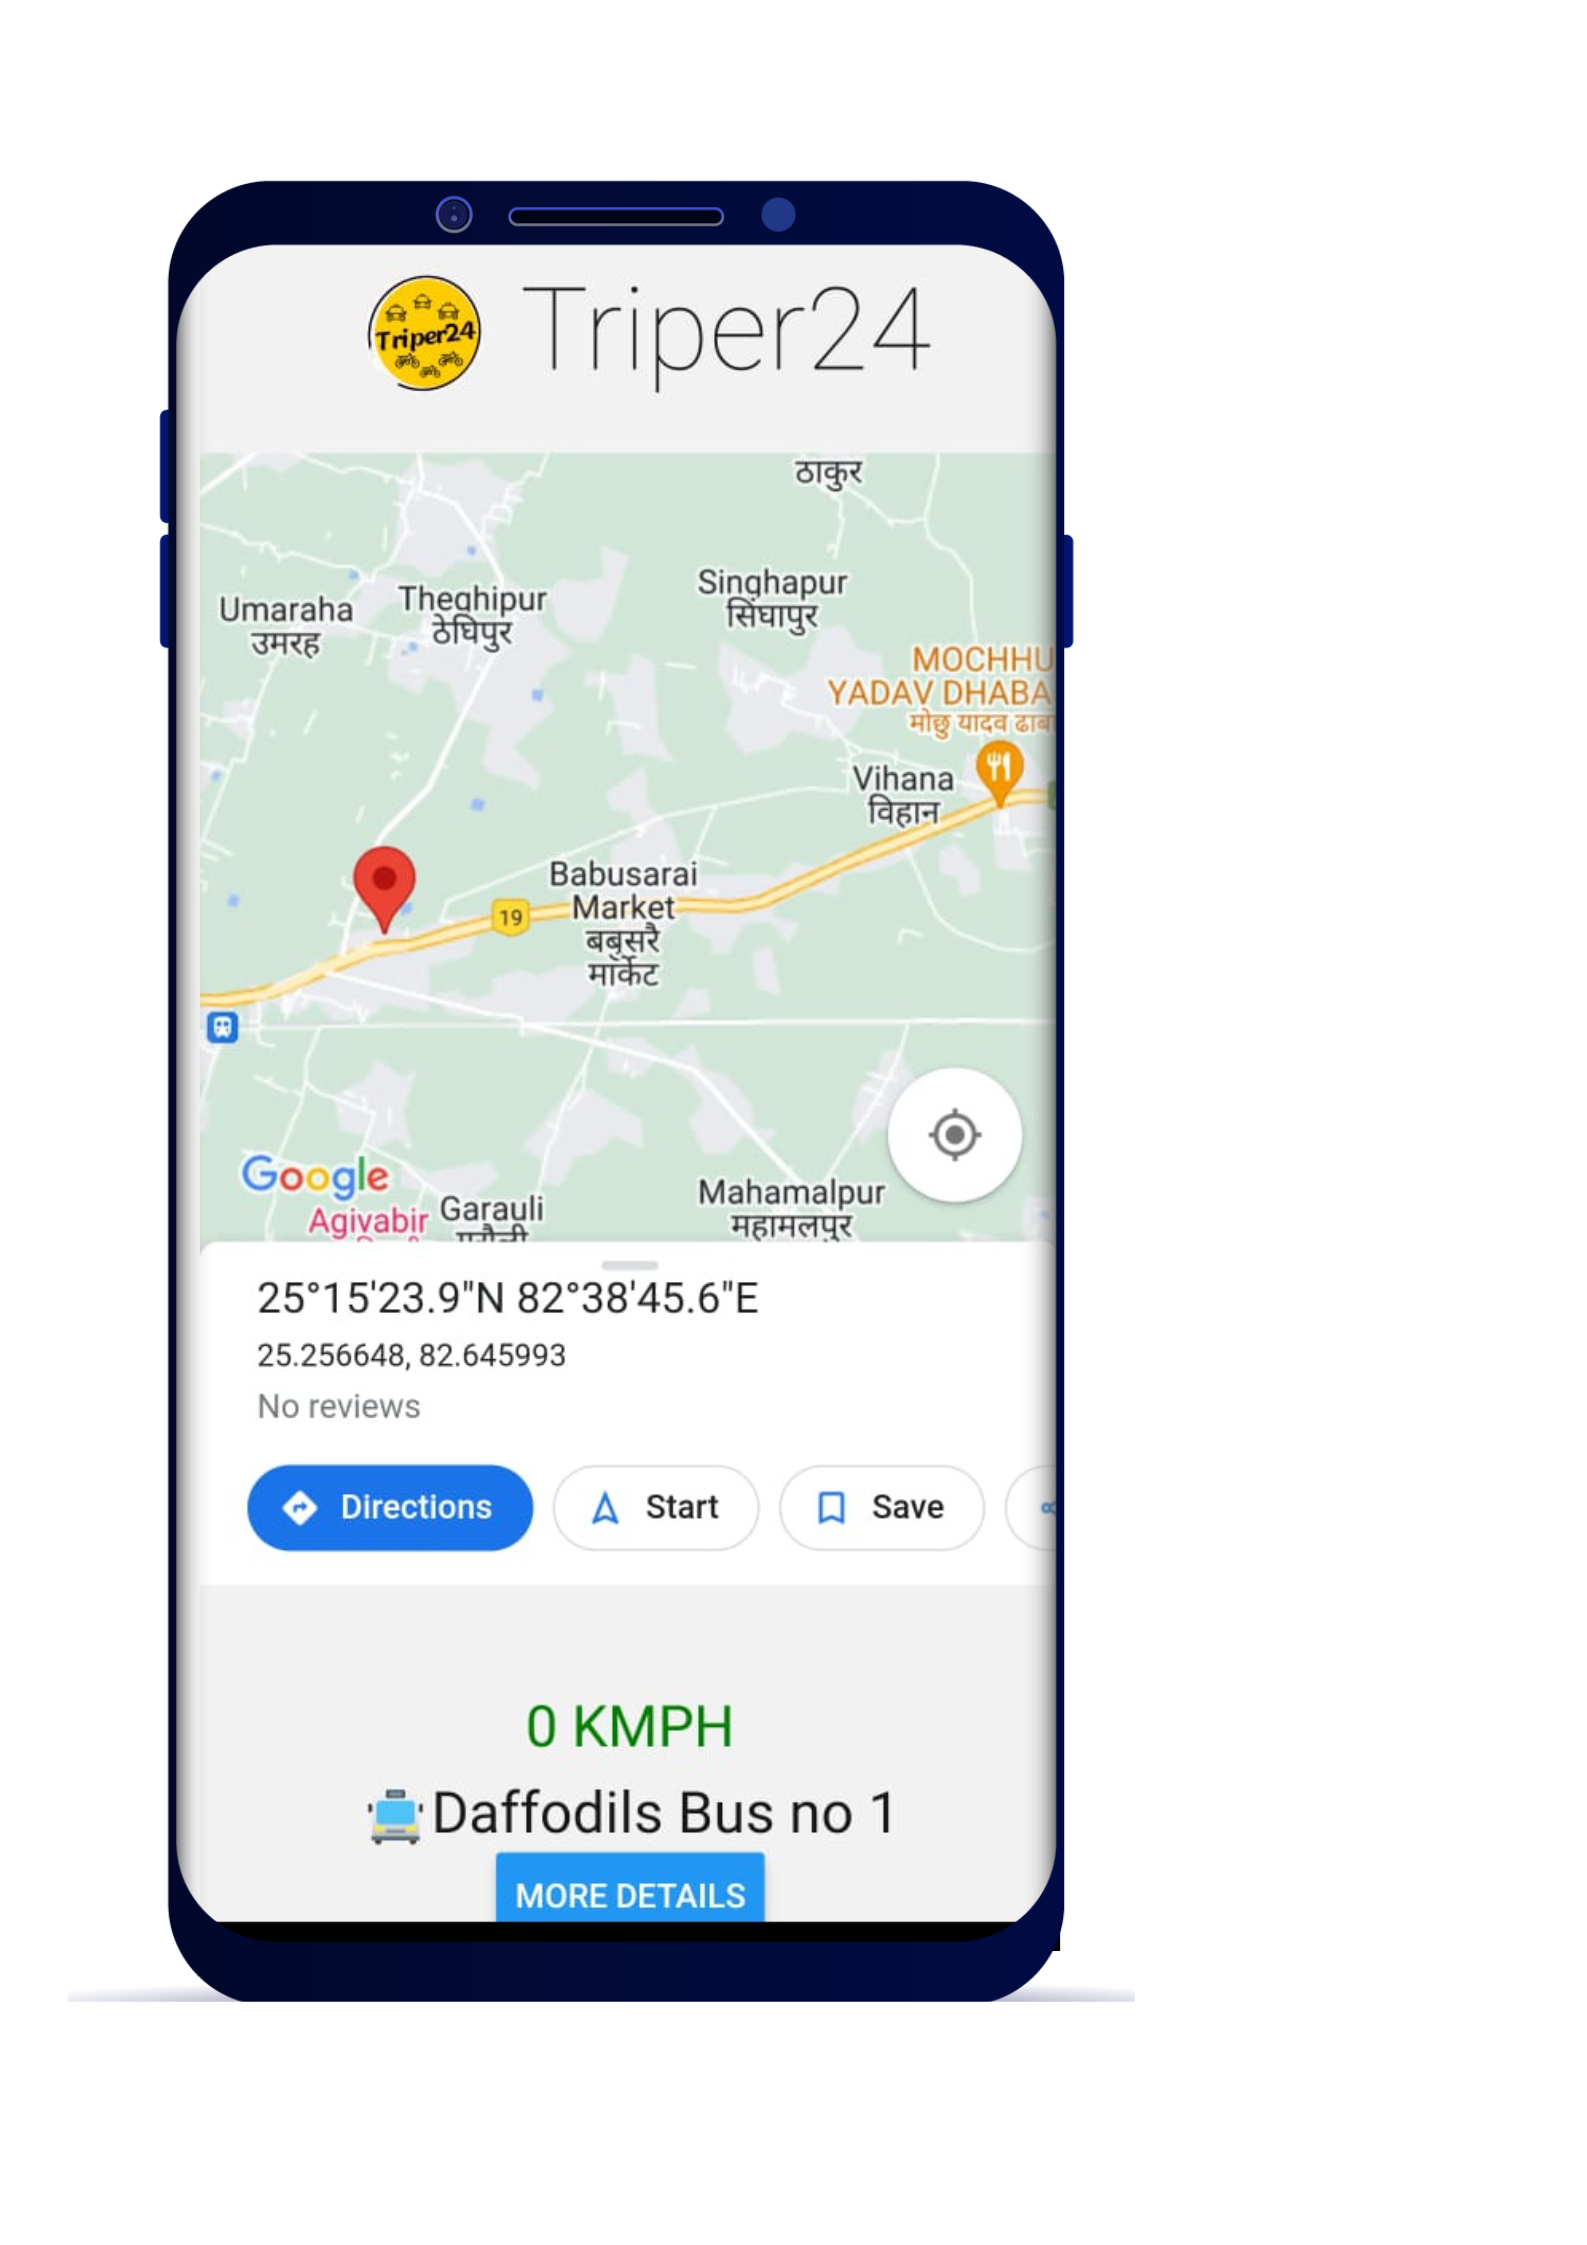 Triper24
Triper24
ठाकुर
Singhapur
सिंघापुर
Theghipur
ठेघिपुर
Umaraha
उमरह
MOCHHU
YADAV DHABA
मोछु यादव ढाबा
Vihana
विहान
Babusarai
Market
बबुसरै
मार्केट
19
Google
Agivabir
Garauli
गरौली
Mahamalpur
महामलपुर
25°15'23.9"N 82°38'45.6"E
25.256648, 82.645993
No reviews
Directions
Start
Save
0 KMPH
Daffodils Bus no 1
MORE DETAILS